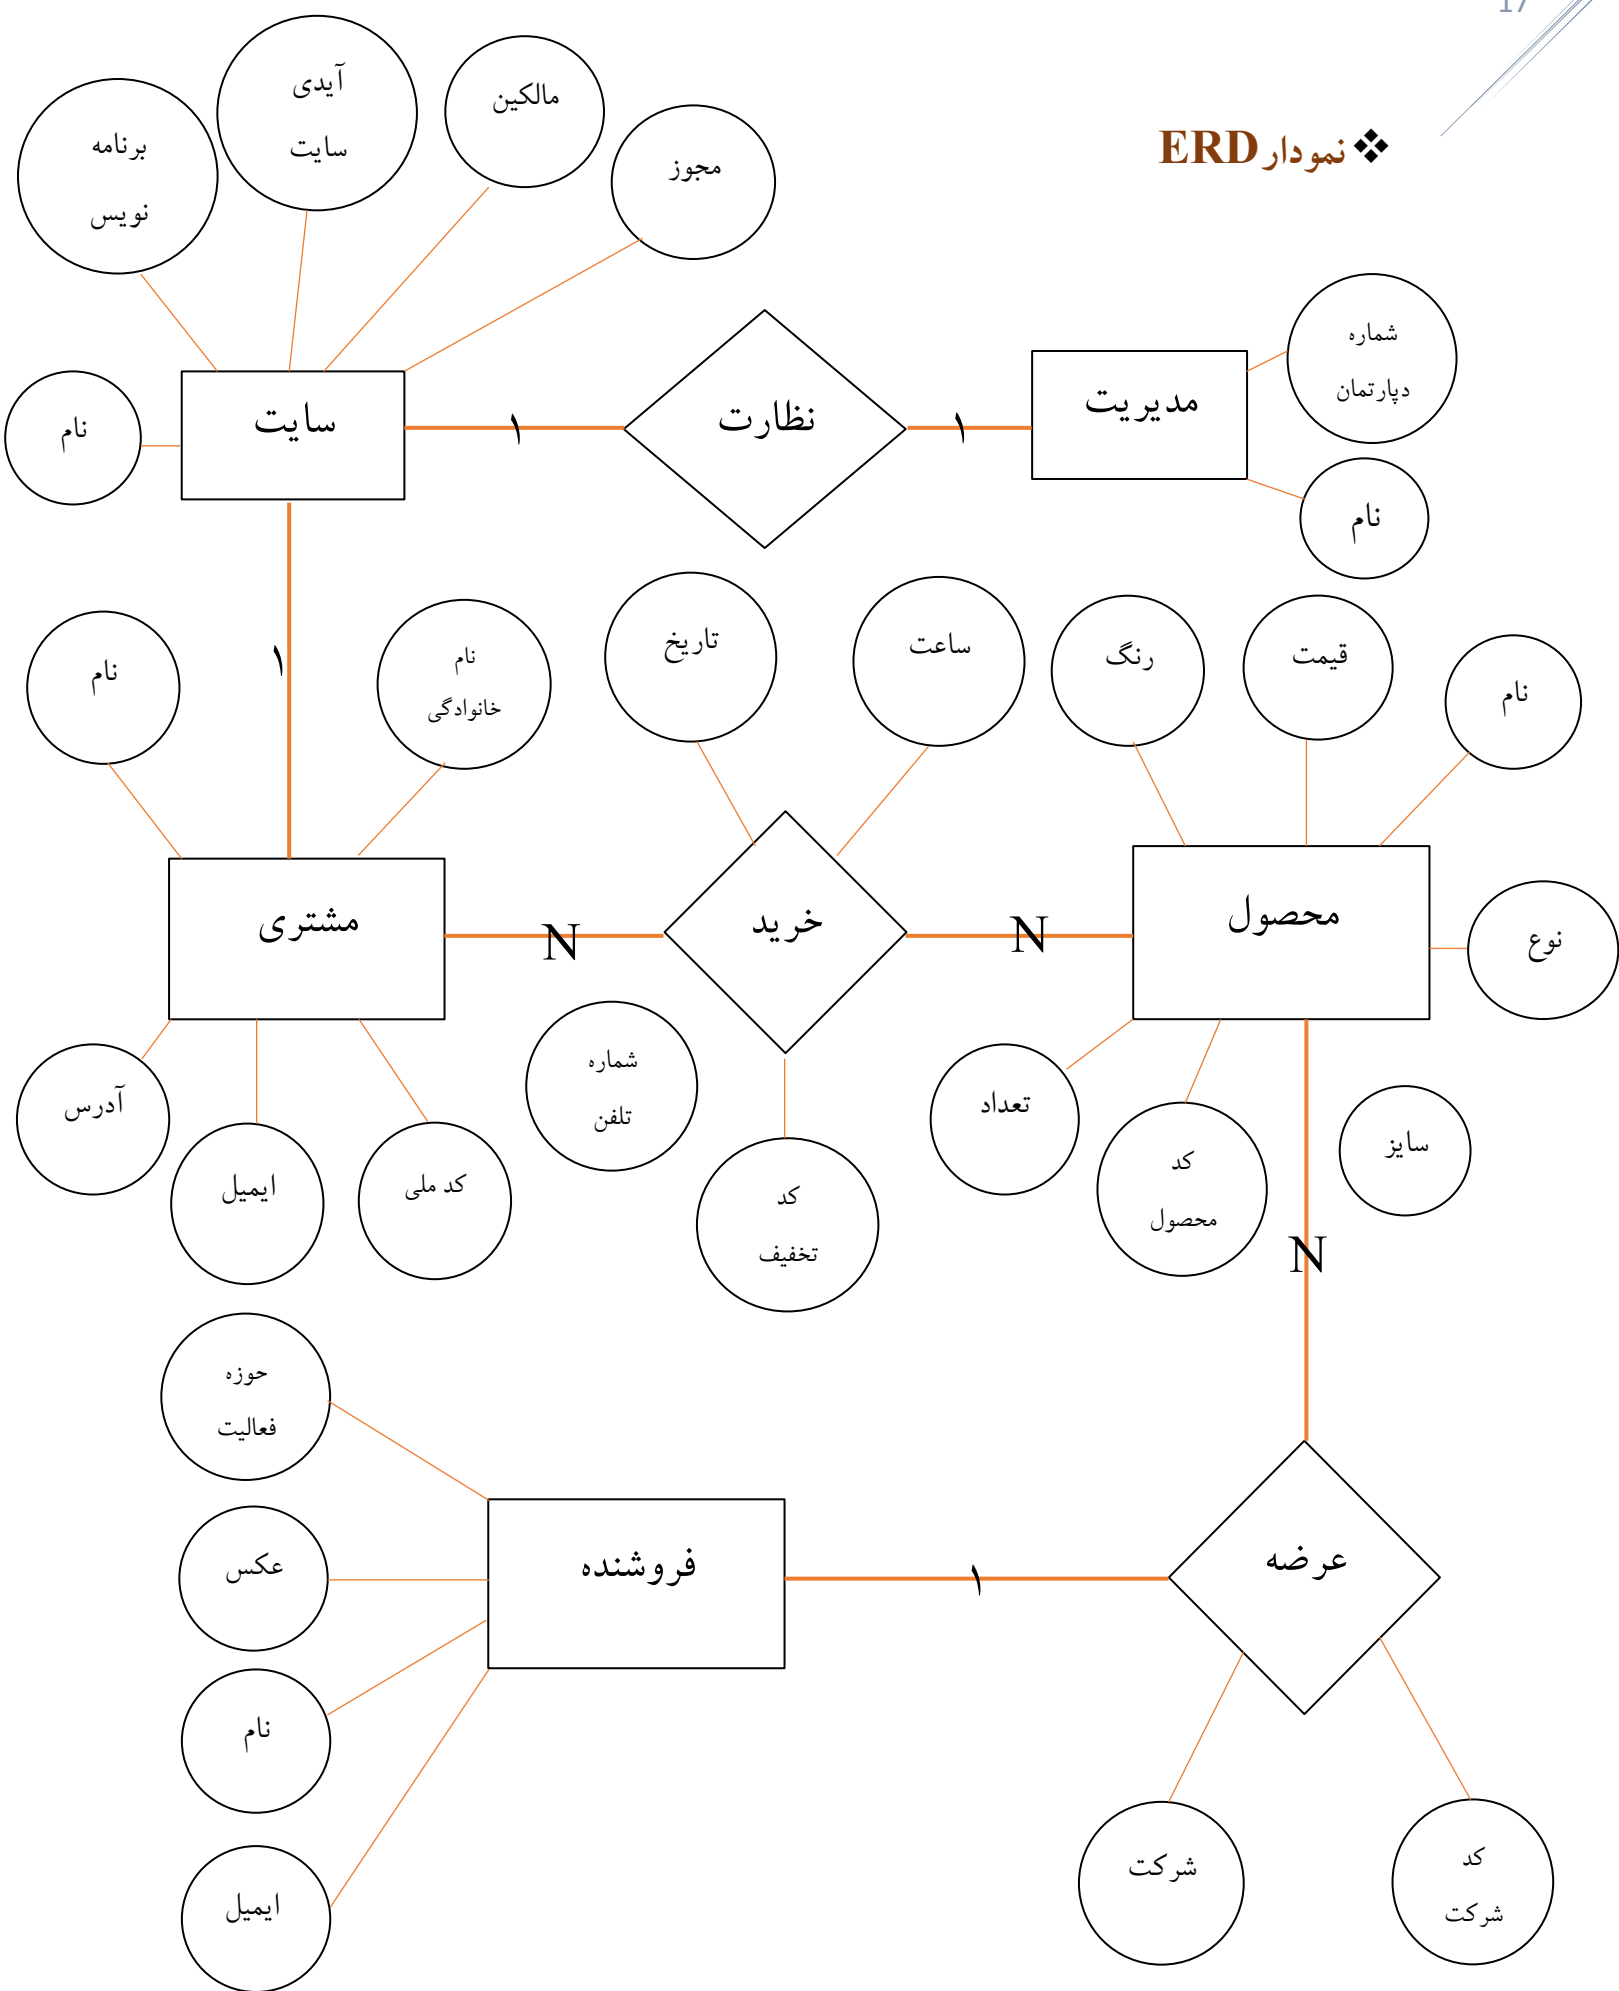 17
❖ نمودار ERD
آیدی
سایت
مالکین
برنامه
نویس
مجوز
شماره
دپارتمان
مدیریت
نظارت
سایت
نام
۱
۱
نام
۱
نام
نام
خانوادگی
تاریخ
ساعت
رنگ
قیمت
نام
محصول
خرید
مشتری
N
N
نوع
شماره
تلفن
آدرس
ایمیل
کد ملی
کد
تخفیف
تعداد
کد
محصول
سایز
N
حوزه
فعالیت
عکس
فروشنده
۱
عرضه
نام
ایمیل
شرکت
کد
شرکت